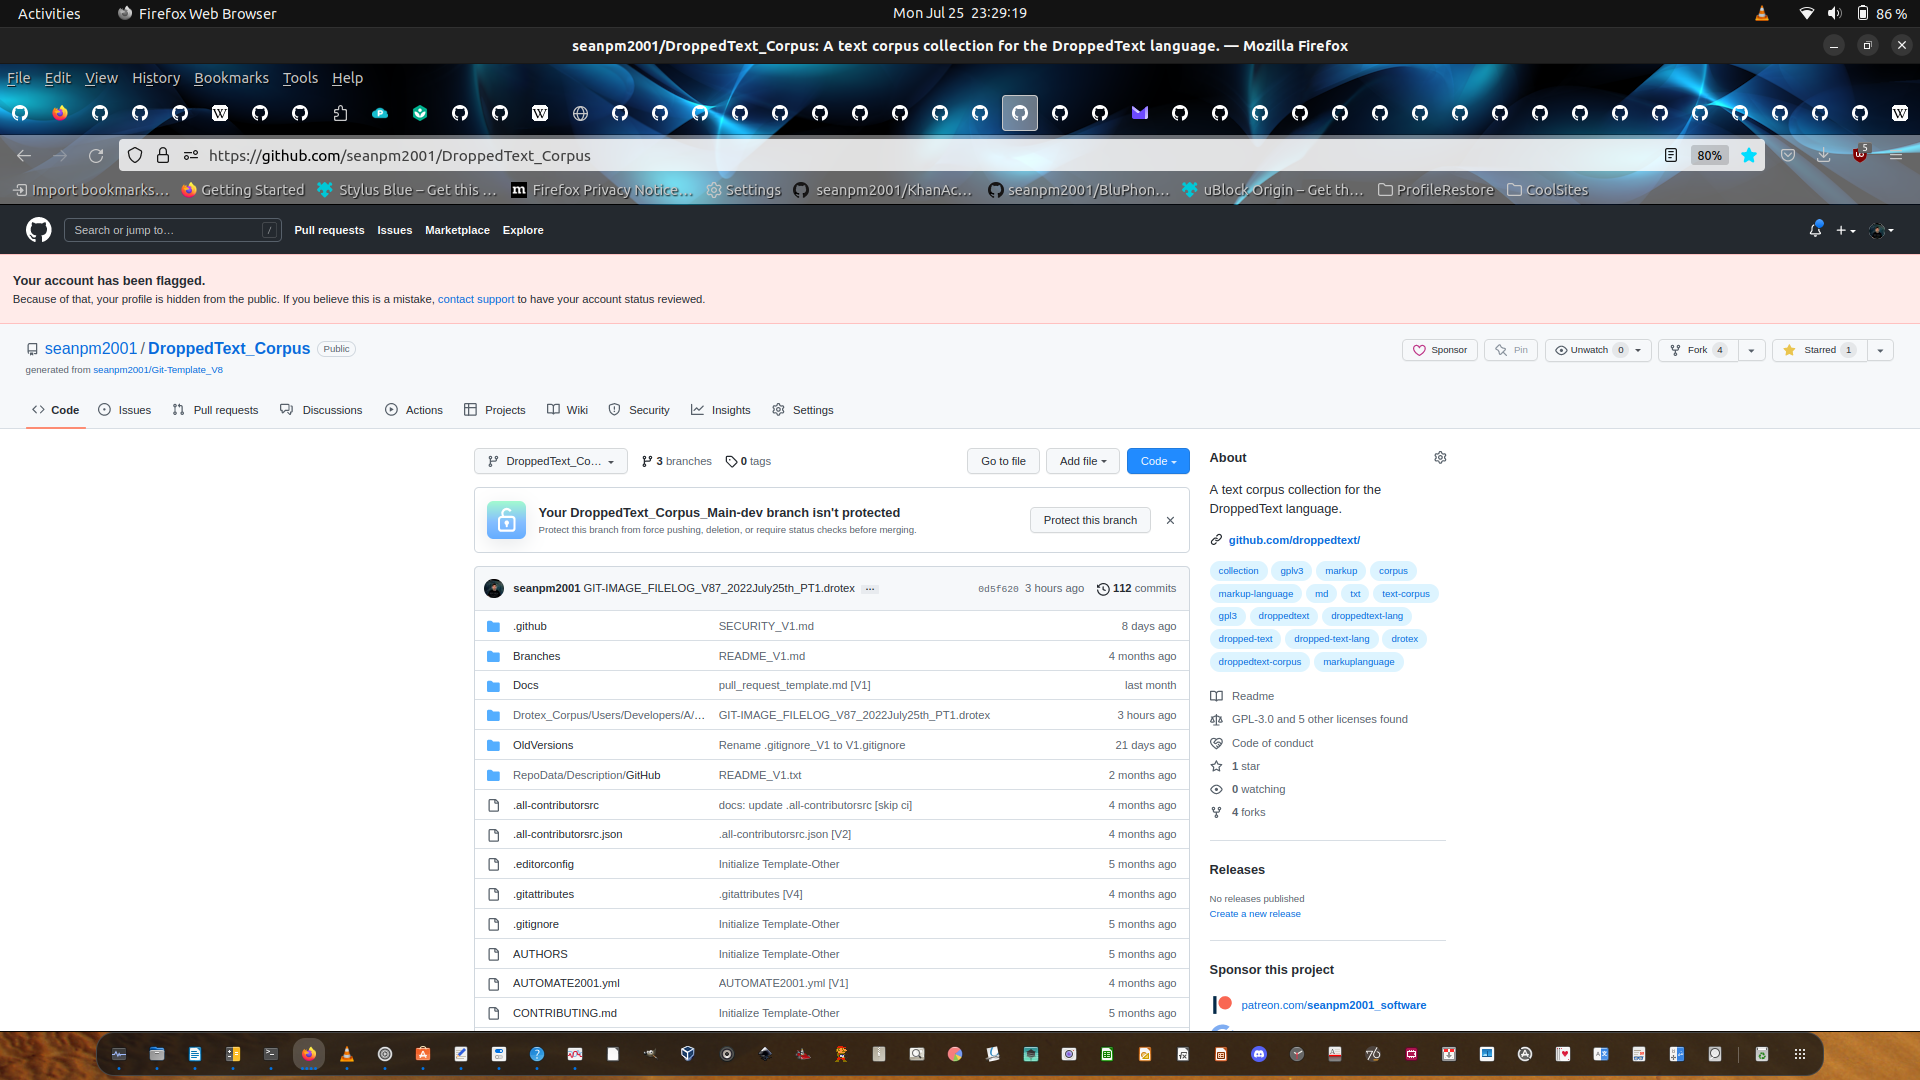 Activities Firefox Web Browser Mon Jul 25 23:29:19 86 %
seanpm2001/DroppedText_Corpus: A text corpus collection for the DroppedText language. — Mozilla Firefox
File Edit View History Bookmarks Tools Help
https://github.com/seanpm2001/DroppedText_Corpus 80% 5
Import bookmarks… Getting Started Stylus Blue – Get this … Firefox Privacy Notice… Settings seanpm2001/KhanAc… seanpm2001/BluPhon… uBlock Origin – Get th… ProfileRestore CoolSites
Search or jump to… / Pull requests Issues Marketplace Explore
Your account has been flagged.
Because of that, your profile is hidden from the public. If you believe this is a mistake, contact support to have your account status reviewed.
seanpm2001 / DroppedText_Corpus Public Sponsor Pin Unwatch 0 Fork 4 Starred 1
generated from seanpm2001/Git-Template_V8
Code Issues Pull requests Discussions Actions Projects Wiki Security Insights Settings
DroppedText_Co… 3 branches 0 tags Go to file Add file Code
Your DroppedText_Corpus_Main-dev branch isn't protected
Protect this branch from force pushing, deletion, or require status checks before merging.
Protect this branch
seanpm2001 GIT-IMAGE_FILELOG_V87_2022July25th_PT1.drotex … 0d5f620 3 hours ago 112 commits
.github SECURITY_V1.md 8 days ago
Branches README_V1.md 4 months ago
Docs pull_request_template.md [V1] last month
Drotex_Corpus/Users/Developers/A/… GIT-IMAGE_FILELOG_V87_2022July25th_PT1.drotex 3 hours ago
OldVersions Rename .gitignore_V1 to V1.gitignore 21 days ago
RepoData/Description/GitHub README_V1.txt 2 months ago
.all-contributorsrc docs: update .all-contributorsrc [skip ci] 4 months ago
.all-contributorsrc.json .all-contributorsrc.json [V2] 4 months ago
.editorconfig Initialize Template-Other 5 months ago
.gitattributes .gitattributes [V4] 4 months ago
.gitignore Initialize Template-Other 5 months ago
AUTHORS Initialize Template-Other 5 months ago
AUTOMATE2001.yml AUTOMATE2001.yml [V1] 4 months ago
CONTRIBUTING.md Initialize Template-Other 5 months ago
About
A text corpus collection for the
DroppedText language.
github.com/droppedtext/
collection gplv3 markup corpus
markup-language md txt text-corpus
gpl3 droppedtext droppedtext-lang
dropped-text dropped-text-lang drotex
droppedtext-corpus markuplanguage
Readme
GPL-3.0 and 5 other licenses found
Code of conduct
1 star
0 watching
4 forks
Releases
No releases published
Create a new release
Sponsor this project
patreon.com/seanpm2001_software